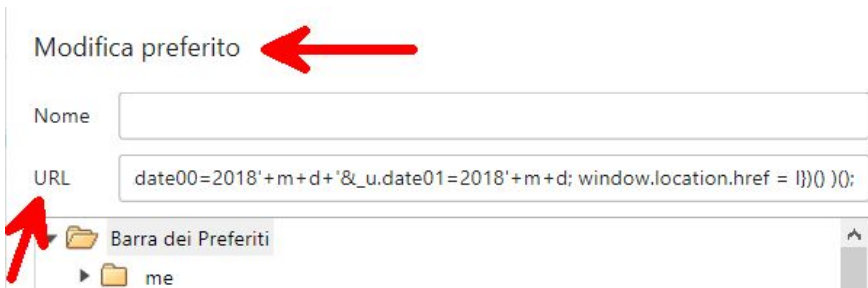 Modifica preferito
Nome
URL date00=2018'+m+d+'&_u.date01=2018'+m+d; window.location.href = l})() )();
Barra dei Preferiti
me